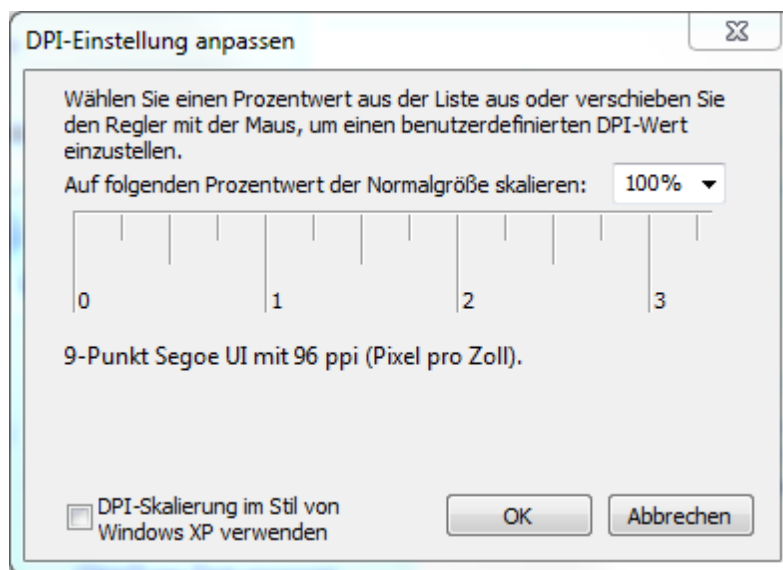 DPI-Einstellung anpassen
Wählen Sie einen Prozentwert aus der Liste aus oder verschieben Sie
den Regler mit der Maus, um einen benutzerdefinierten DPI-Wert
einzustellen.
Auf folgenden Prozentwert der Normalgröße skalieren: 100%
0 1 2 3
9-Punkt Segoe UI mit 96 ppi (Pixel pro Zoll).
DPI-Skalierung im Stil von
Windows XP verwenden
OK Abbrechen